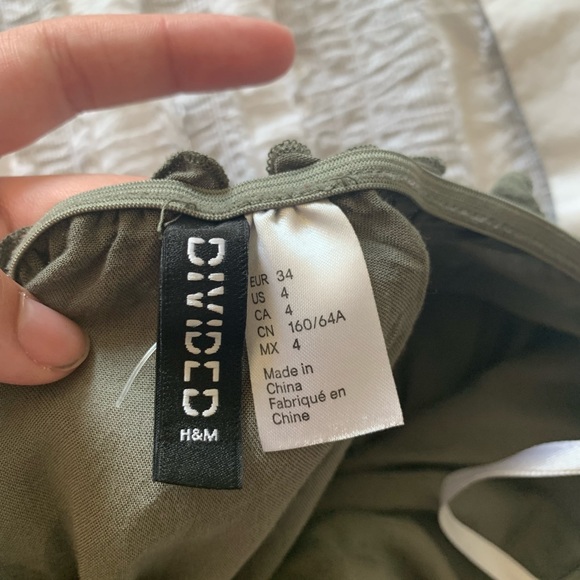 DIVIDED
H&M
EUR 34
US 4
CA 4
CN 160/64A
MX 4
Made in
China
Fabriqué en
Chine